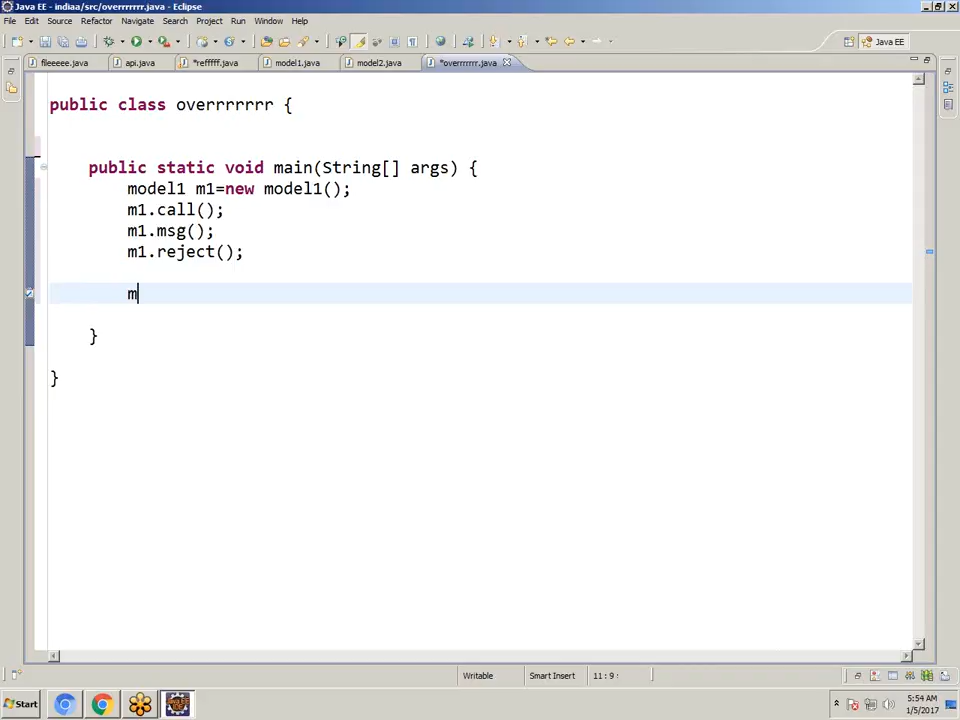 Java EE - indiaa/src/overrrrrrr.java - Eclipse
File Edit Source Refactor Navigate Search Project Run Window Help
Java EE
fileeeee.java api.java *refffff.java model1.java model2.java *overrrrrrr.java
public class overrrrrrr {
public static void main(String[] args) {
model1 m1=new model1();
m1.call();
m1.msg();
m1.reject();
m
}
}
Writable Smart Insert 11 : 9
Start
5:54 AM
1/5/2017